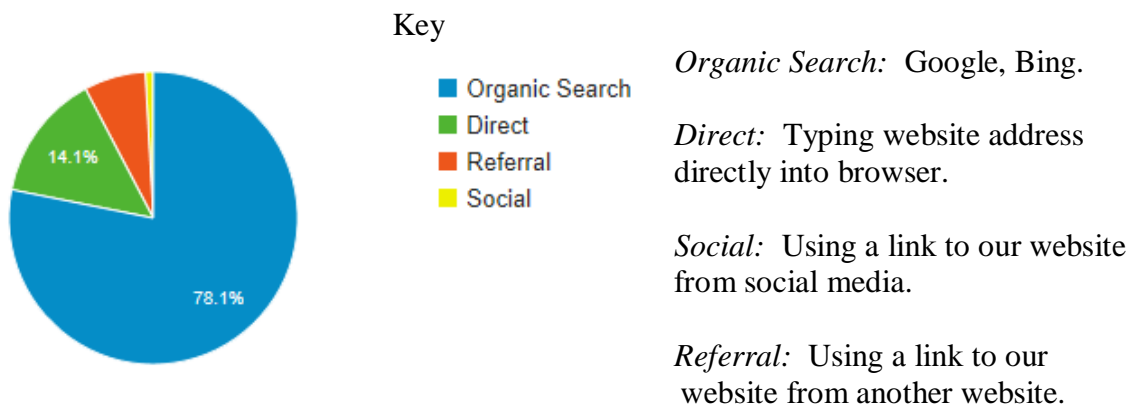 Key
Organic Search
Direct
Referral
Social
14.1%
78.1%
Organic Search:  Google, Bing.
Direct:  Typing website address
directly into browser.
Social:  Using a link to our website
from social media.
Referral:  Using a link to our
website from another website.